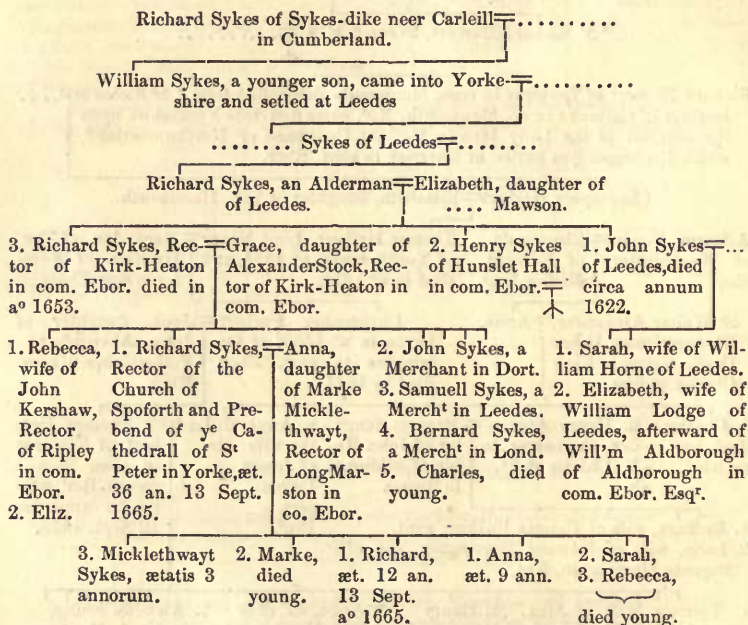 Richard Sykes of Sykes-dike neer Carleill=..........
in Cumberland.
William Sykes, a younger son, came into Yorke-=..........
shire and setled at Leedes
........ Sykes of Leedes=........
Richard Sykes, an Alderman=Elizabeth, daughter of
of Leedes. .... Mawson.
3. Richard Sykes, Rec-
tor of Kirk-Heaton
in com. Ebor. died in
aº 1653.
=Grace, daughter of
AlexanderStock,Rec-
tor of Kirk-Heaton in
com. Ebor.
2. Henry Sykes
of Hunslet Hall
in com. Ebor.=
1. John Sykes=...
of Leedes,died
circa annum
1622.
1. Rebecca,
wife of
John
Kershaw,
Rector
of Ripley
in com.
Ebor.
2. Eliz.
1. Richard Sykes,=
Rector of the
Church of
Spoforth and Pre-
bend of yᵉ Ca-
thedrall of Sᵗ
Peter in Yorke,æt.
36 an. 13 Sept.
1665.
Anna,
daughter
of Marke
Mickle-
thwayt,
Rector of
LongMar-
ston in
co. Ebor.
2. John Sykes, a
Merchant in Dort.
3. Samuell Sykes, a
Merchᵗ in Leedes.
4. Bernard Sykes,
a Merchᵗ in Lond.
5. Charles, died
young.
1. Sarah, wife of Wil-
liam Horne of Leedes.
2. Elizabeth, wife of
William Lodge of
Leedes, afterward of
Will'm Aldborough
of Aldborough in
com. Ebor. Esqʳ.
3. Micklethwayt
Sykes, ætatis 3
annorum.
2. Marke,
died
young.
1. Richard,
æt. 12 an.
13 Sept.
aº 1665.
1. Anna,
æt. 9 ann.
2. Sarah,
3. Rebecca,
died young.